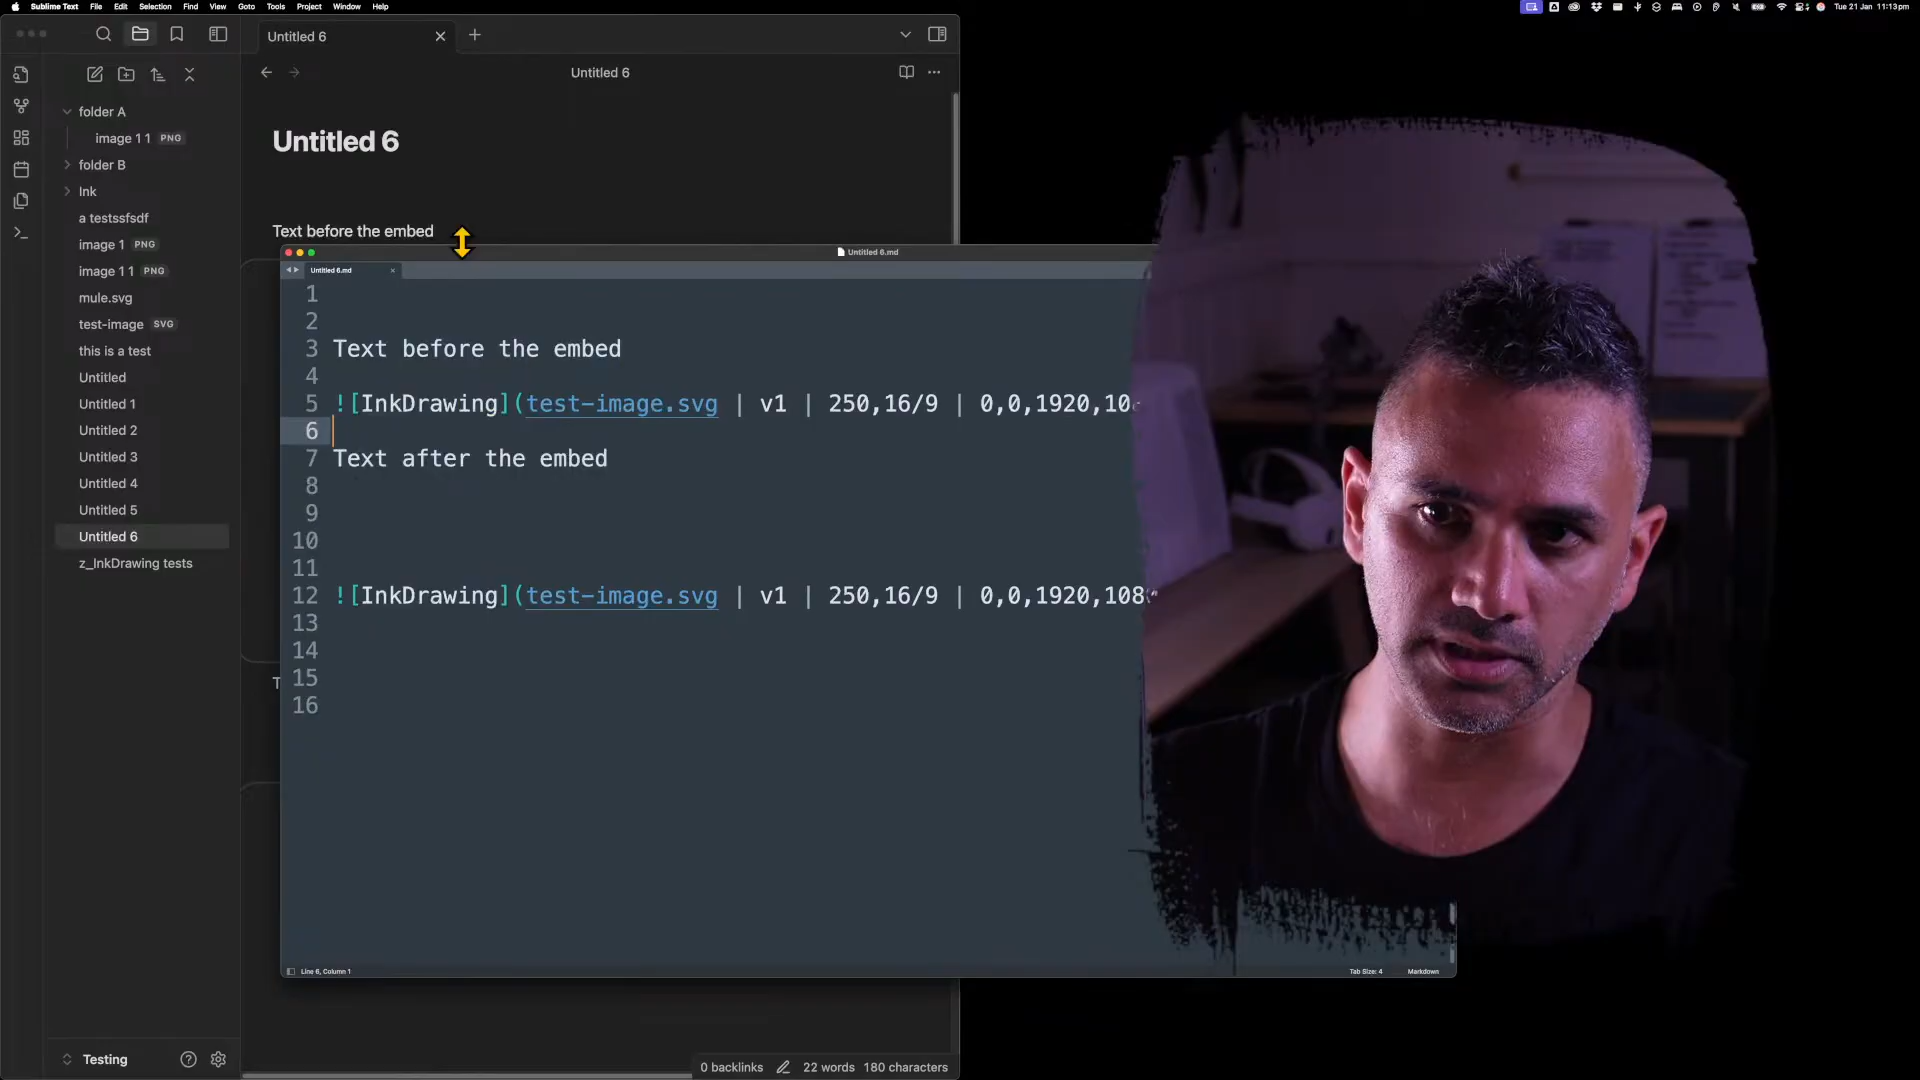 Sublime Text File Edit Selection Find View Goto Tools Project Window Help
Tue 21 Jan 11:13 pm
Untitled 6
Untitled 6
folder A
image 1 1 PNG
folder B
Ink
a testssfsdf
image 1 PNG
image 1 1 PNG
mule.svg
test-image SVG
this is a test
Untitled
Untitled 1
Untitled 2
Untitled 3
Untitled 4
Untitled 5
Untitled 6
z_InkDrawing tests
Testing
Untitled 6
Text before the embed
Untitled 6.md
Untitled 6.md
1
2
3 Text before the embed
4
5 ![InkDrawing](test-image.svg | v1 | 250,16/9 | 0,0,1920,10
6
7 Text after the embed
8
9
10
11
12 ![InkDrawing](test-image.svg | v1 | 250,16/9 | 0,0,1920,108
13
14
15
16
T
Line 6, Column 1
Tab Size: 4
Markdown
0 backlinks 22 words 180 characters